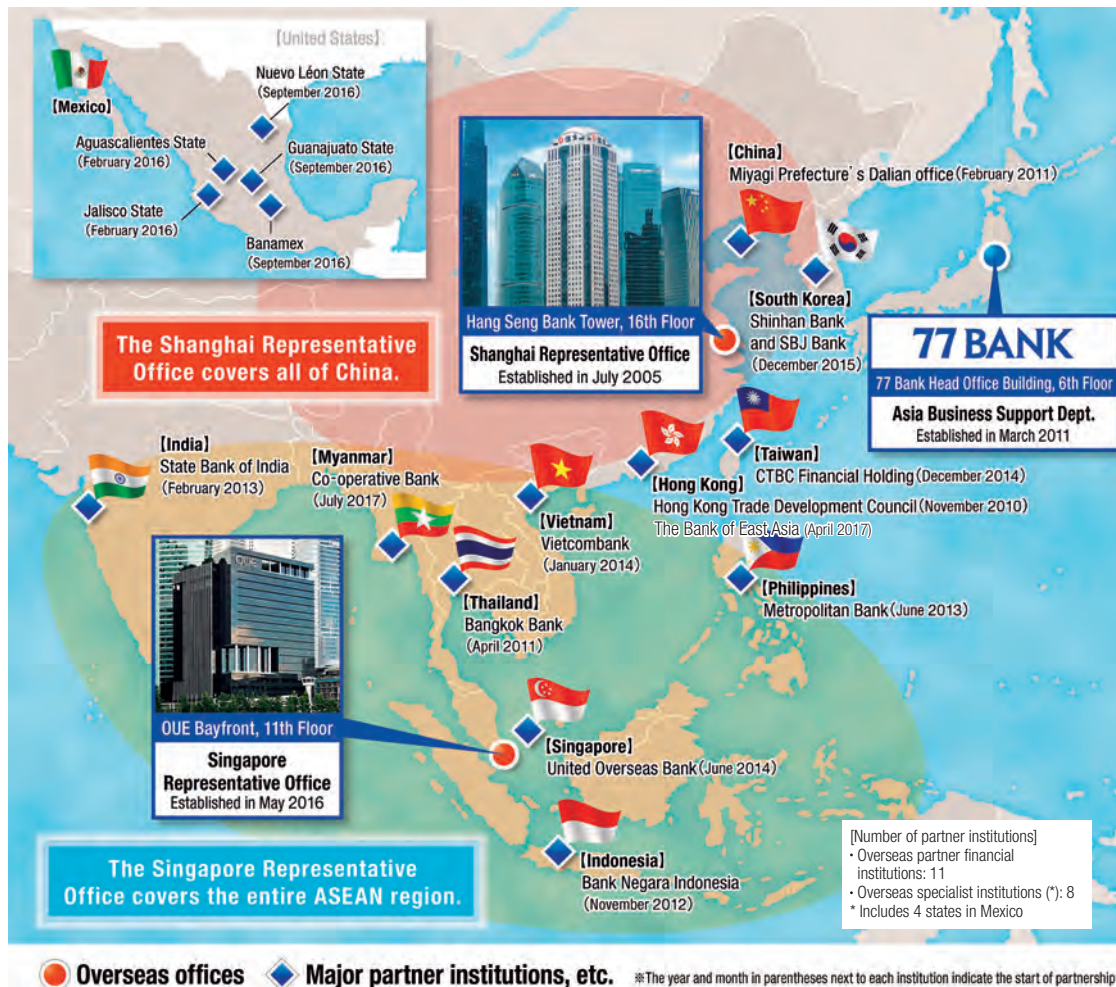 [United States]
Nuevo Léon State
(September 2016)
【Mexico】
Aguascalientes State
(February 2016)
Guanajuato State
(September 2016)
Jalisco State
(February 2016)
Banamex
(September 2016)
The Shanghai Representative
Office covers all of China.
Hang Seng Bank Tower, 16th Floor
Shanghai Representative Office
Established in July 2005
【China】
Miyagi Prefecture's Dalian office (February 2011)
【South Korea】
Shinhan Bank
and SBJ Bank
(December 2015)
77 BANK
77 Bank Head Office Building, 6th Floor
Asia Business Support Dept.
Established in March 2011
【India】
State Bank of India
(February 2013)
【Myanmar】
Co-operative Bank
(July 2017)
【Vietnam】
Vietcombank
(January 2014)
【Taiwan】
CTBC Financial Holding (December 2014)
【Hong Kong】
Hong Kong Trade Development Council (November 2010)
The Bank of East Asia (April 2017)
【Thailand】
Bangkok Bank
(April 2011)
【Philippines】
Metropolitan Bank (June 2013)
OUE Bayfront, 11th Floor
Singapore
Representative Office
Established in May 2016
【Singapore】
United Overseas Bank (June 2014)
【Indonesia】
Bank Negara Indonesia
(November 2012)
The Singapore Representative
Office covers the entire ASEAN region.
[Number of partner institutions]
• Overseas partner financial
institutions: 11
• Overseas specialist institutions (*): 8
* Includes 4 states in Mexico
Overseas offices
Major partner institutions, etc.
※The year and month in parentheses next to each institution indicate the start of partnership